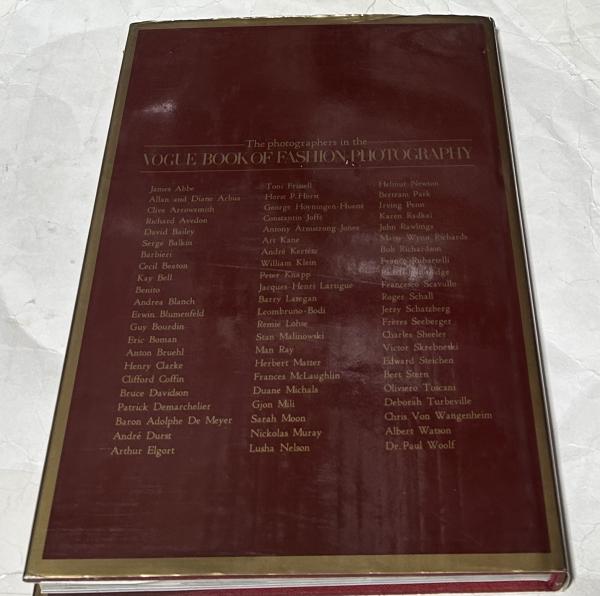 The photographers in the
VOGUE BOOK OF FASHION PHOTOGRAPHY
James Abbe
Allan and Diane Arbus
Clive Arrowsmith
Richard Avedon
David Bailey
Serge Balkin
Barbieri
Cecil Beaton
Kay Bell
Benito
Andrea Blanch
Erwin Blumenfeld
Guy Bourdin
Eric Boman
Anton Bruehl
Henry Clarke
Clifford Coffin
Bruce Davidson
Patrick Demarchelier
Baron Adolphe De Meyer
André Durst
Arthur Elgort
Toni Frissell
Horst P. Horst
George Hoyningen-Huene
Constantin Joffé
Antony Armstrong-Jones
Art Kane
André Kertész
William Klein
Peter Knapp
Jacques-Henri Lartigue
Barry Lategan
Leombruno-Bodi
Remie Lohse
Stan Malinowski
Man Ray
Herbert Matter
Frances McLaughlin
Duane Michals
Gjon Mili
Sarah Moon
Nickolas Muray
Lusha Nelson
Helmut Newton
Bertram Park
Irving Penn
Karen Radkai
John Rawlings
Wynn Richards
Bob Richardson
Franco Rubartelli
Francesco Scavullo
Roger Schall
Jerry Schatzberg
Frères Seeberger
Charles Sheeler
Victor Skrebneski
Edward Steichen
Bert Stern
Oliviero Toscani
Deborah Turbeville
Chris Von Wangenheim
Albert Watson
Dr. Paul Woolf